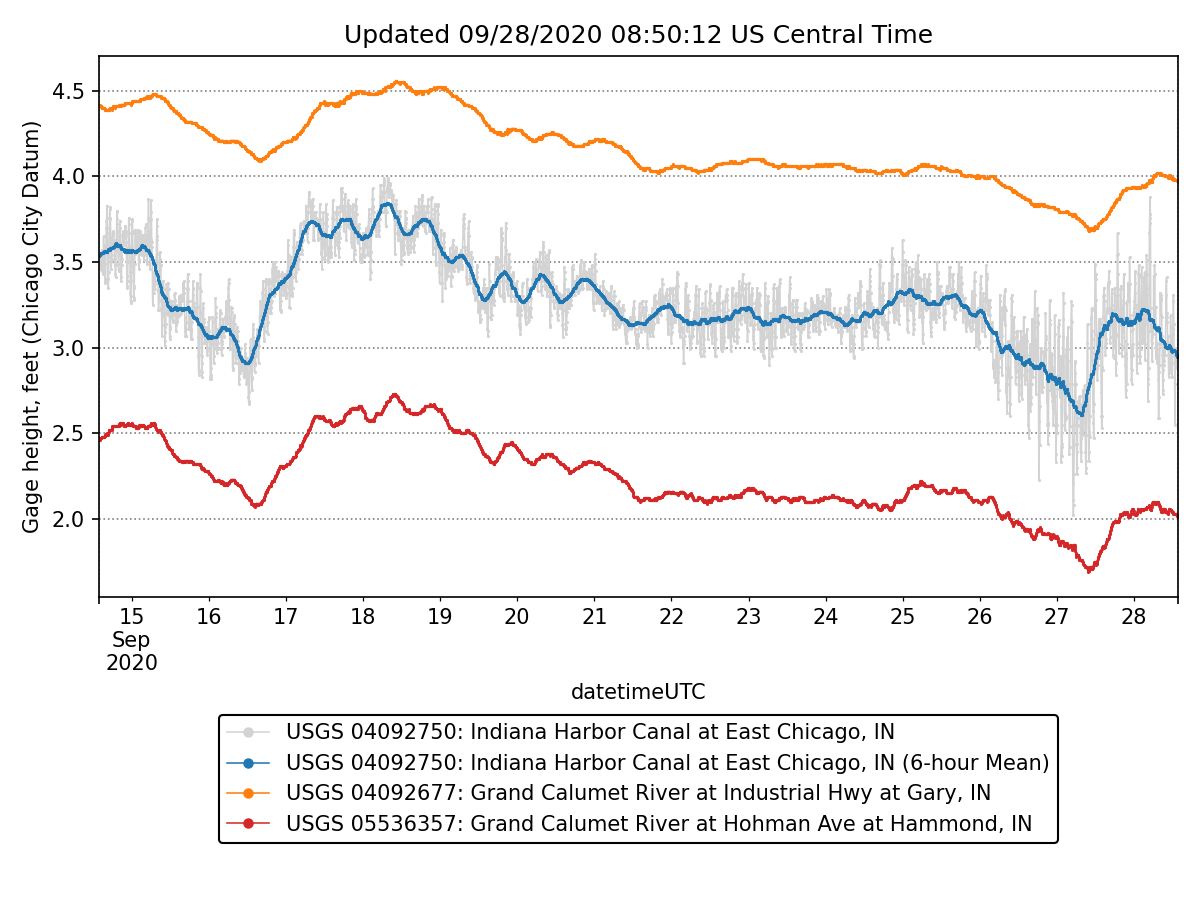 Updated 09/28/2020 08:50:12 US Central Time
Gage height, feet (Chicago City Datum)
4.5
4.0
3.5
3.0
2.5
2.0
15 16 17 18 19 20 21 22 23 24 25 26 27 28
Sep
2020
datetimeUTC
USGS 04092750: Indiana Harbor Canal at East Chicago, IN
USGS 04092750: Indiana Harbor Canal at East Chicago, IN (6-hour Mean)
USGS 04092677: Grand Calumet River at Industrial Hwy at Gary, IN
USGS 05536357: Grand Calumet River at Hohman Ave at Hammond, IN